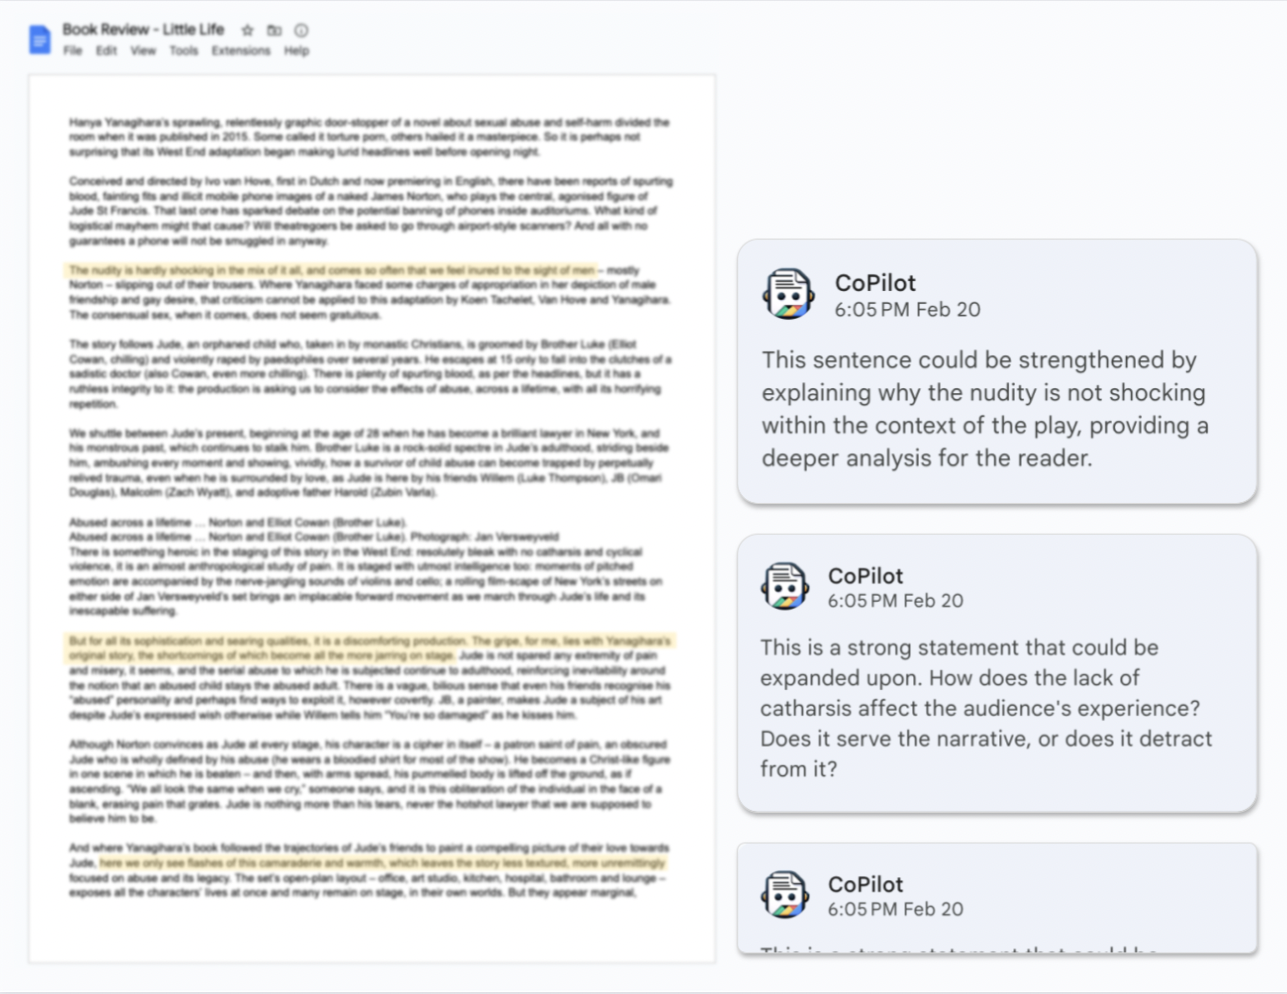 Book Review - Little Life
File Edit View Tools Extensions Help
Hanya Yanagihara's sprawling, relentlessly graphic door-stopper of a novel about sexual abuse and self-harm divided the
room when it was published in 2015. Some called it torture porn, others hailed it a masterpiece. So it is perhaps not
surprising that its West End adaptation began making lurid headlines well before opening night.
Conceived and directed by Ivo van Hove, first in Dutch and now premiering in English, there have been reports of spurting
blood, fainting fits and illicit mobile phone images of a naked James Norton, who plays the central, agonised figure of
Jude St Francis. That last one has sparked debate on the potential banning of phones inside auditoriums. What kind of
logistical mayhem might that cause? Will theatregoers be asked to go through airport-style scanners? And all with no
guarantees a phone will not be smuggled in anyway.
The nudity is hardly shocking in the mix of it all, and comes so often that we feel inured to the sight of men – mostly
Norton – slipping out of their trousers. Where Yanagihara faced some charges of appropriation in her depiction of male
friendship and gay desire, that criticism cannot be applied to this adaptation by Koen Tachelet, Van Hove and Yanagihara.
The consensual sex, when it comes, does not seem gratuitous.
The story follows Jude, an orphaned child who, taken in by monastic Christians, is groomed by Brother Luke (Elliot
Cowan, chilling) and violently raped by paedophiles over several years. He escapes at 15 only to fall into the clutches of a
sadistic doctor (also Cowan, even more chilling). There is plenty of spurting blood, as per the headlines, but it has a
ruthless integrity to it: the production is asking us to consider the effects of abuse, across a lifetime, with all its horrifying
repetition.
We shuttle between Jude's present, beginning at the age of 28 when he has become a brilliant lawyer in New York, and
his monstrous past, which continues to stalk him. Brother Luke is a rock-solid spectre in Jude's adulthood, striding beside
him, ambushing every moment and showing, vividly, how a survivor of child abuse can become trapped by perpetually
relived trauma, even when he is surrounded by love, as Jude is here by his friends Willem (Luke Thompson), JB (Omari
Douglas), Malcolm (Zach Wyatt), and adoptive father Harold (Zubin Varla).
Abused across a lifetime … Norton and Elliot Cowan (Brother Luke).
Abused across a lifetime … Norton and Elliot Cowan (Brother Luke). Photograph: Jan Versweyveld
There is something heroic in the staging of this story in the West End: resolutely bleak with no catharsis and cyclical
violence, it is an almost anthropological study of pain. It is staged with utmost intelligence too: moments of pitched
emotion are accompanied by the nerve-jangling sounds of violins and cello; a rolling film-scape of New York's streets on
either side of Jan Versweyveld's set brings an implacable forward movement as we march through Jude's life and its
inescapable suffering.
But for all its sophistication and searing qualities, it is a discomforting production. The gripe, for me, lies with Yanagihara's
original story, the shortcomings of which become all the more jarring on stage. Jude is not spared any extremity of pain
and misery, it seems, and the serial abuse to which he is subjected continue to adulthood, reinforcing inevitability around
the notion that an abused child stays the abused adult. There is a vague, bilious sense that even his friends recognise his
"abused" personality and perhaps find ways to exploit it, however covertly. JB, a painter, makes Jude a subject of his art
despite Jude's expressed wish otherwise while Willem tells him "You're so damaged" as he kisses him.
Although Norton convinces as Jude at every stage, his character is a cipher in itself – a patron saint of pain, an obscured
Jude who is wholly defined by his abuse (he wears a bloodied shirt for most of the show). He becomes a Christ-like figure
in one scene in which he is beaten – and then, with arms spread, his pummelled body is lifted off the ground, as if
ascending. "We all look the same when we cry," someone says, and it is this obliteration of the individual in the face of a
blank, erasing pain that grates. Jude is nothing more than his tears, never the hotshot lawyer that we are supposed to
believe him to be.
And where Yanagihara's book followed the trajectories of Jude's friends to paint a compelling picture of their love towards
Jude, here we only see flashes of this camaraderie and warmth, which leaves the story less textured, more unremittingly
focused on abuse and its legacy. The set's open-plan layout – office, art studio, kitchen, hospital, bathroom and lounge –
exposes all the characters' lives at once and many remain on stage, in their own worlds. But they appear marginal,
CoPilot
6:05 PM Feb 20
This sentence could be strengthened by
explaining why the nudity is not shocking
within the context of the play, providing a
deeper analysis for the reader.
CoPilot
6:05 PM Feb 20
This is a strong statement that could be
expanded upon. How does the lack of
catharsis affect the audience's experience?
Does it serve the narrative, or does it detract
from it?
CoPilot
6:05 PM Feb 20
This is a strong statement that could be